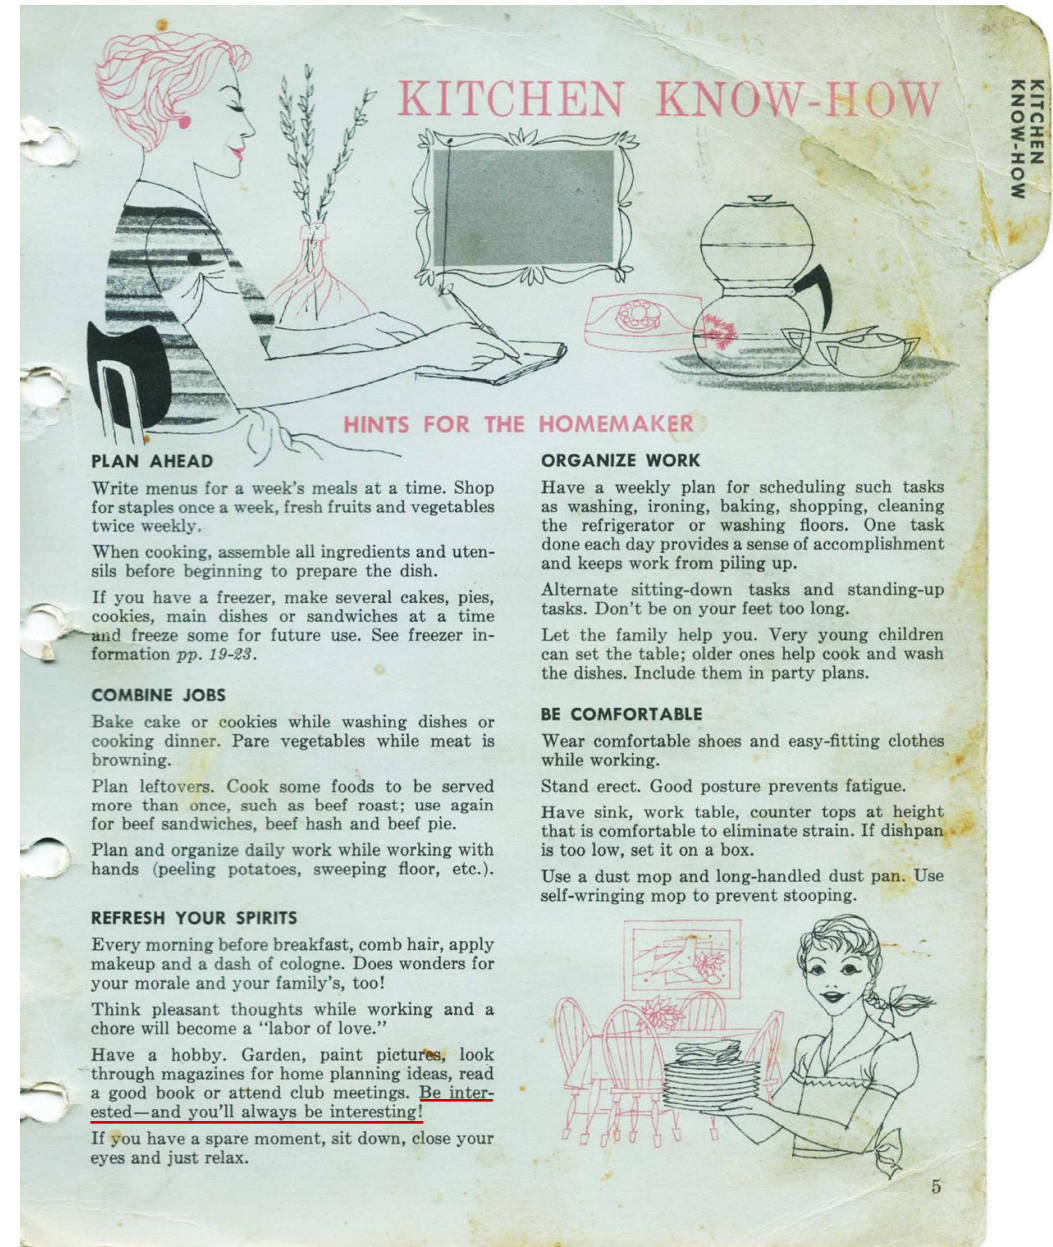 KITCHEN KNOW-HOW
KITCHEN
KNOW-HOW
HINTS FOR THE HOMEMAKER
PLAN AHEAD
Write menus for a week's meals at a time. Shop
for staples once a week, fresh fruits and vegetables
twice weekly.
When cooking, assemble all ingredients and uten-
sils before beginning to prepare the dish.
If you have a freezer, make several cakes, pies,
cookies, main dishes or sandwiches at a time
and freeze some for future use. See freezer in-
formation pp. 19-23.
COMBINE JOBS
Bake cake or cookies while washing dishes or
cooking dinner. Pare vegetables while meat is
browning.
Plan leftovers. Cook some foods to be served
more than once, such as beef roast; use again
for beef sandwiches, beef hash and beef pie.
Plan and organize daily work while working with
hands (peeling potatoes, sweeping floor, etc.).
REFRESH YOUR SPIRITS
Every morning before breakfast, comb hair, apply
makeup and a dash of cologne. Does wonders for
your morale and your family's, too!
Think pleasant thoughts while working and a
chore will become a "labor of love."
Have a hobby. Garden, paint pictures, look
through magazines for home planning ideas, read
a good book or attend club meetings. Be inter-
ested—and you'll always be interesting!
If you have a spare moment, sit down, close your
eyes and just relax.
ORGANIZE WORK
Have a weekly plan for scheduling such tasks
as washing, ironing, baking, shopping, cleaning
the refrigerator or washing floors. One task
done each day provides a sense of accomplishment
and keeps work from piling up.
Alternate sitting-down tasks and standing-up
tasks. Don't be on your feet too long.
Let the family help you. Very young children
can set the table; older ones help cook and wash
the dishes. Include them in party plans.
BE COMFORTABLE
Wear comfortable shoes and easy-fitting clothes
while working.
Stand erect. Good posture prevents fatigue.
Have sink, work table, counter tops at height
that is comfortable to eliminate strain. If dishpan
is too low, set it on a box.
Use a dust mop and long-handled dust pan. Use
self-wringing mop to prevent stooping.
5